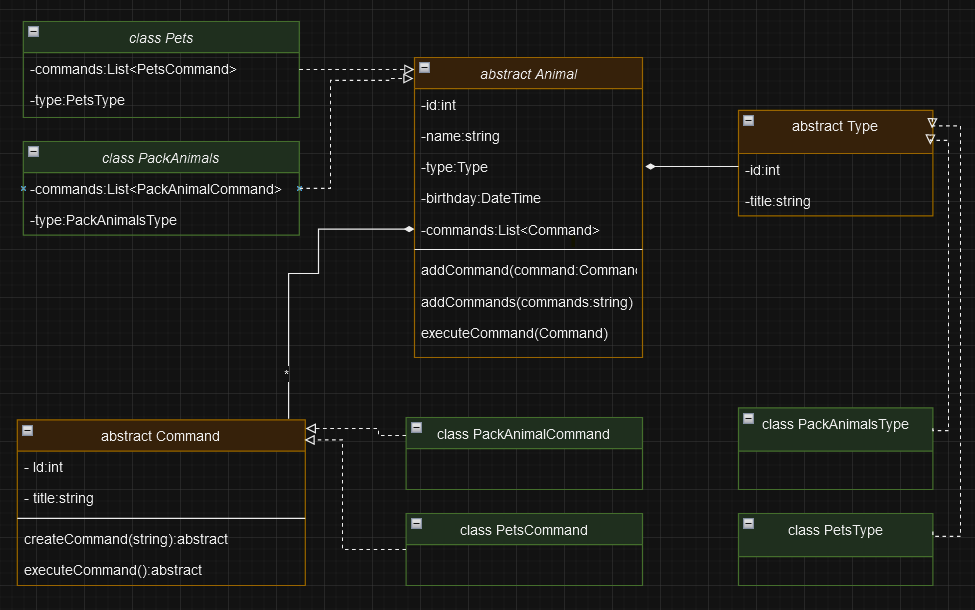 class Pets
-commands:List<PetsCommand>
-type:PetsType
class PackAnimals
-commands:List<PackAnimalCommand>
-type:PackAnimalsType
abstract Animal
-id:int
-name:string
-type:Type
-birthday:DateTime
-commands:List<Command>
addCommand(command:Comman
addCommands(commands:string)
executeCommand(Command)
abstract Type
-id:int
-title:string
*
abstract Command
- Id:int
- title:string
createCommand(string):abstract
executeCommand():abstract
class PackAnimalCommand
class PetsCommand
class PackAnimalsType
class PetsType